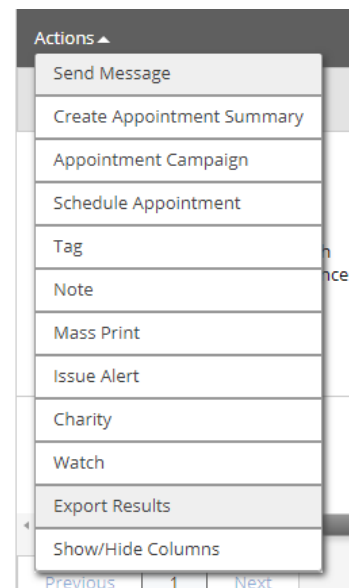 Actions
Send Message
Create Appointment Summary
Appointment Campaign
Schedule Appointment
Tag
Note
Mass Print
Issue Alert
Charity
Watch
Export Results
Show/Hide Columns
Previous 1 Next